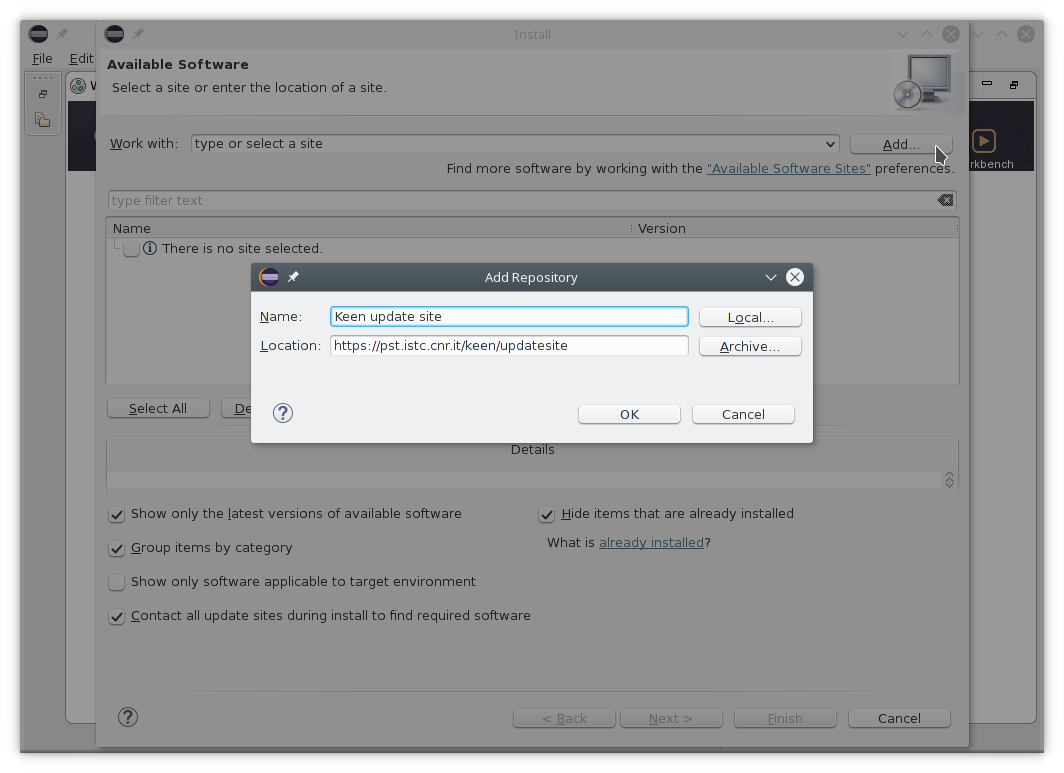 Install
File Edit
Available Software
Select a site or enter the location of a site.
Work with: type or select a site Add...
Find more software by working with the "Available Software Sites" preferences.
rkbench
type filter text
Name Version
There is no site selected.
Add Repository
Name: Keen update site Local...
Location: https://pst.istc.cnr.it/keen/updatesite Archive...
Select All De
? OK Cancel
Details
Show only the latest versions of available software Hide items that are already installed
Group items by category What is already installed?
Show only software applicable to target environment
Contact all update sites during install to find required software
? < Back Next > Finish Cancel